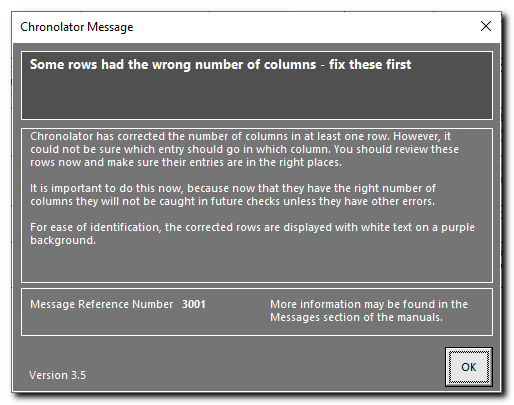 Chronolator Message
Some rows had the wrong number of columns - fix these first
Chronolator has corrected the number of columns in at least one row. However, it
could not be sure which entry should go in which column. You should review these
rows now and make sure their entries are in the right places.
It is important to do this now, because now that they have the right number of
columns they will not be caught in future checks unless they have other errors.
For ease of identification, the corrected rows are displayed with white text on a purple
background.
Message Reference Number 3001
More information may be found in the
Messages section of the manuals.
Version 3.5
OK